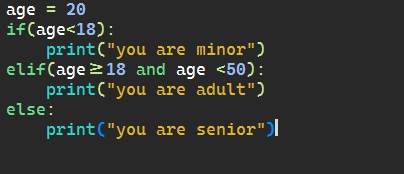 age = 20
if(age<18):
    print("you are minor")
elif(age≥18 and age <50):
    print("you are adult")
else:
    print("you are senior")